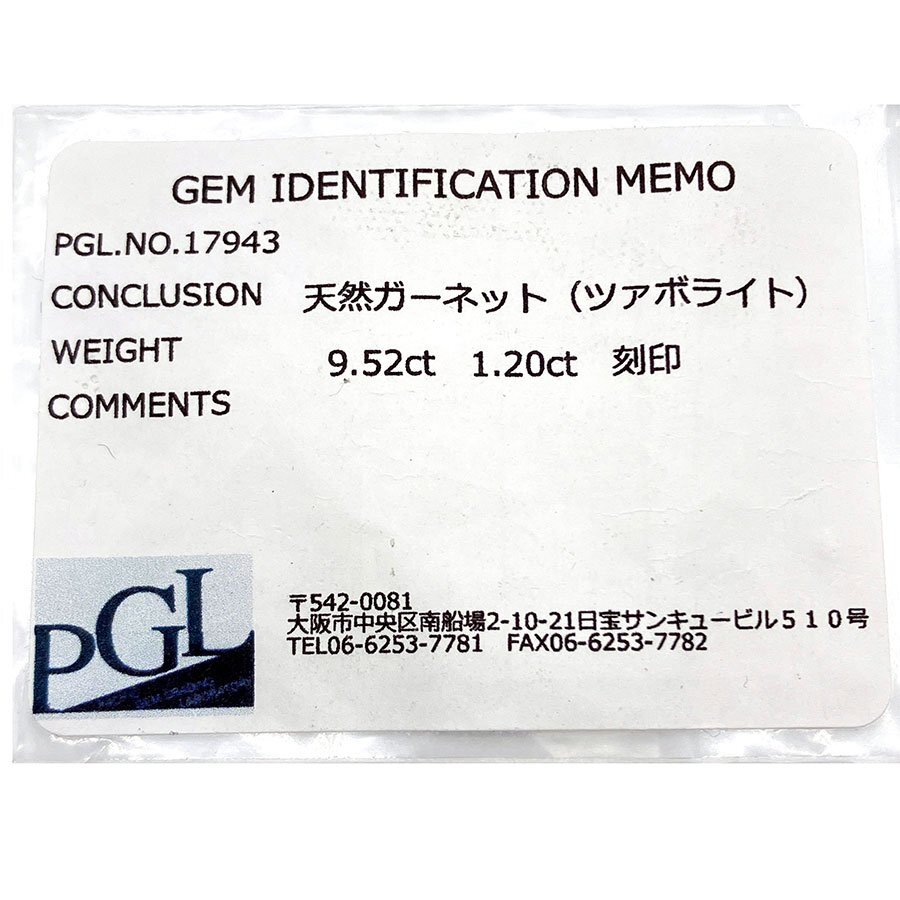 GEM IDENTIFICATION MEMO
PGL.NO.17943
CONCLUSION 天然ガーネット（ツァボライト）
WEIGHT 9.52ct 1.20ct 刻印
COMMENTS
PGL
〒542-0081
大阪市中央区南船場2-10-21日宝サンキュービル５１０号
TEL06-6253-7781 FAX06-6253-7782